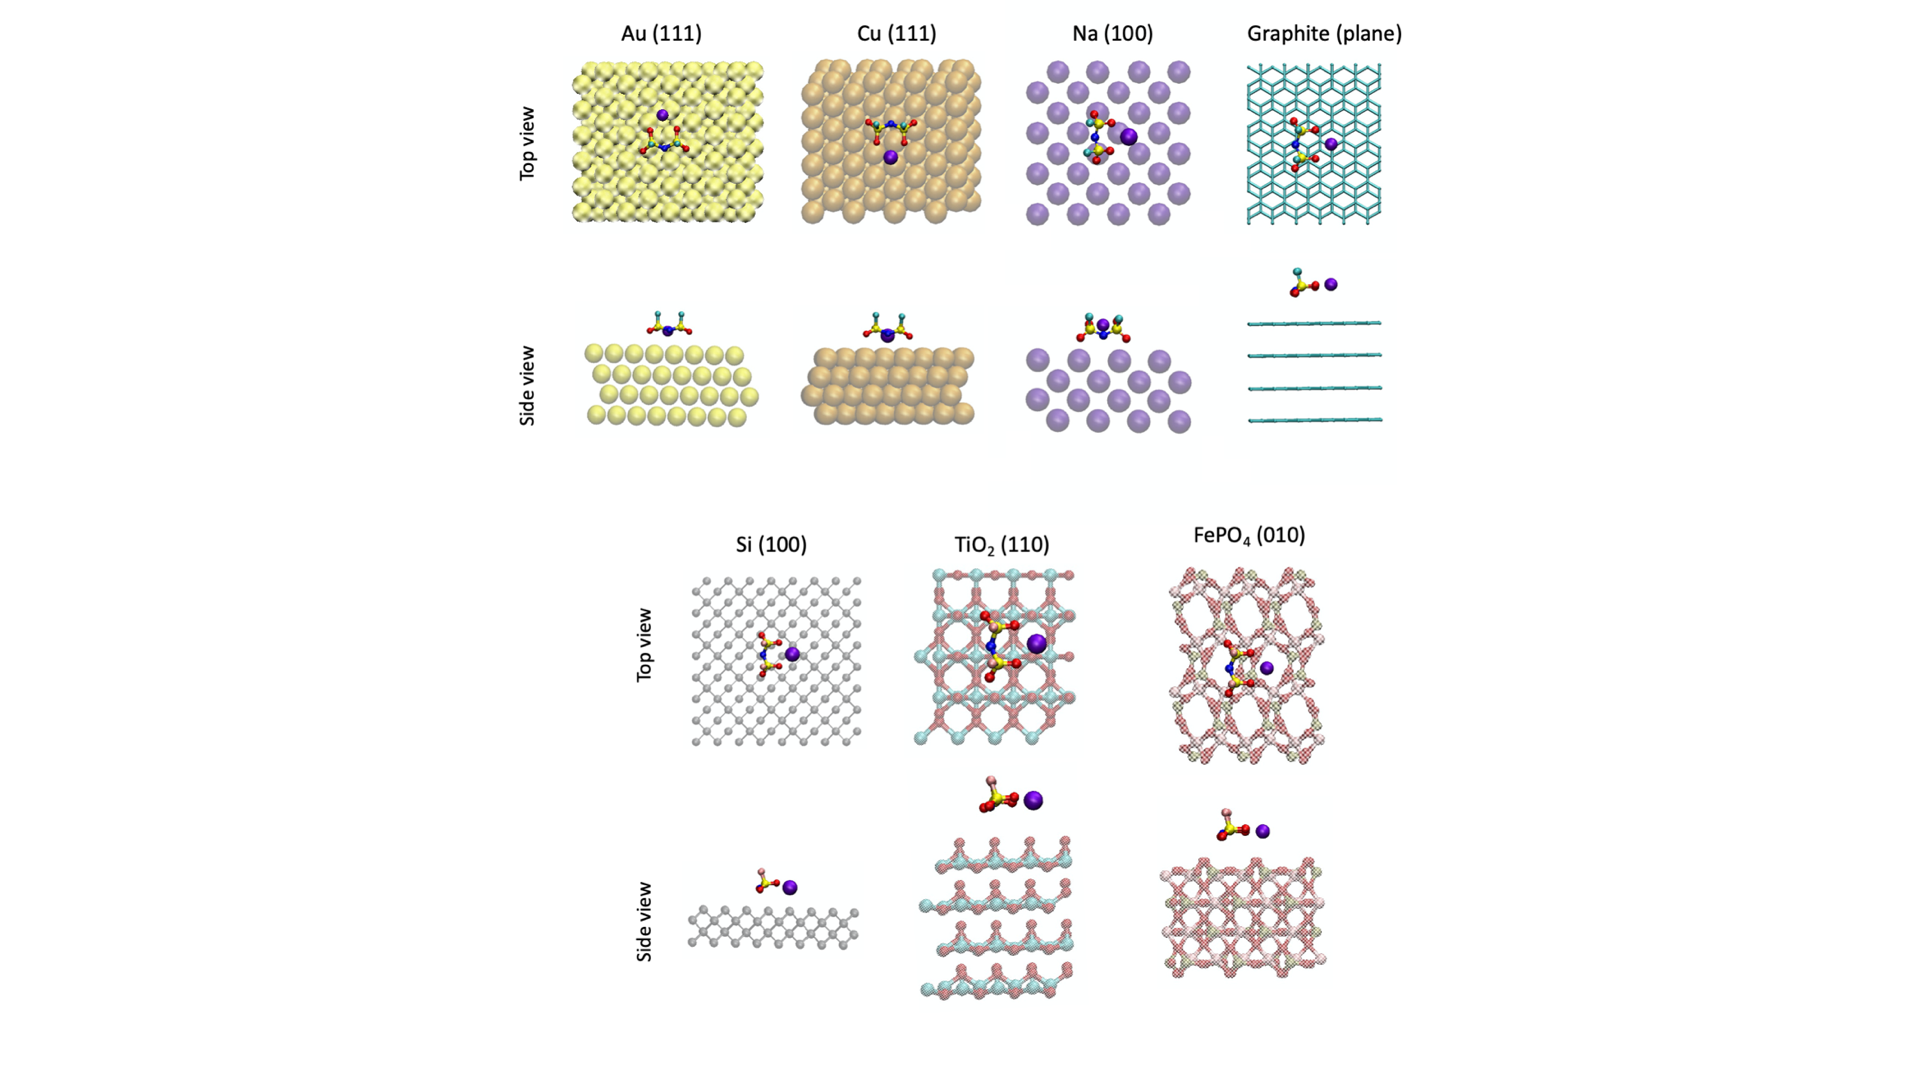 Au (111)
Cu (111)
Na (100)
Graphite (plane)
Top view
Side view
Si (100)
TiO₂ (110)
FePO₄ (010)
Top view
Side view